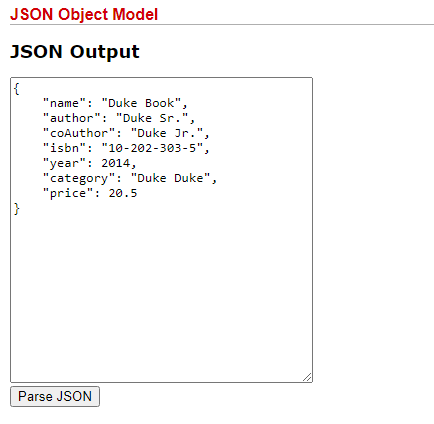 JSON Object Model
JSON Output
{
    "name": "Duke Book",
    "author": "Duke Sr.",
    "coAuthor": "Duke Jr.",
    "isbn": "10-202-303-5",
    "year": 2014,
    "category": "Duke Duke",
    "price": 20.5
}
Parse JSON